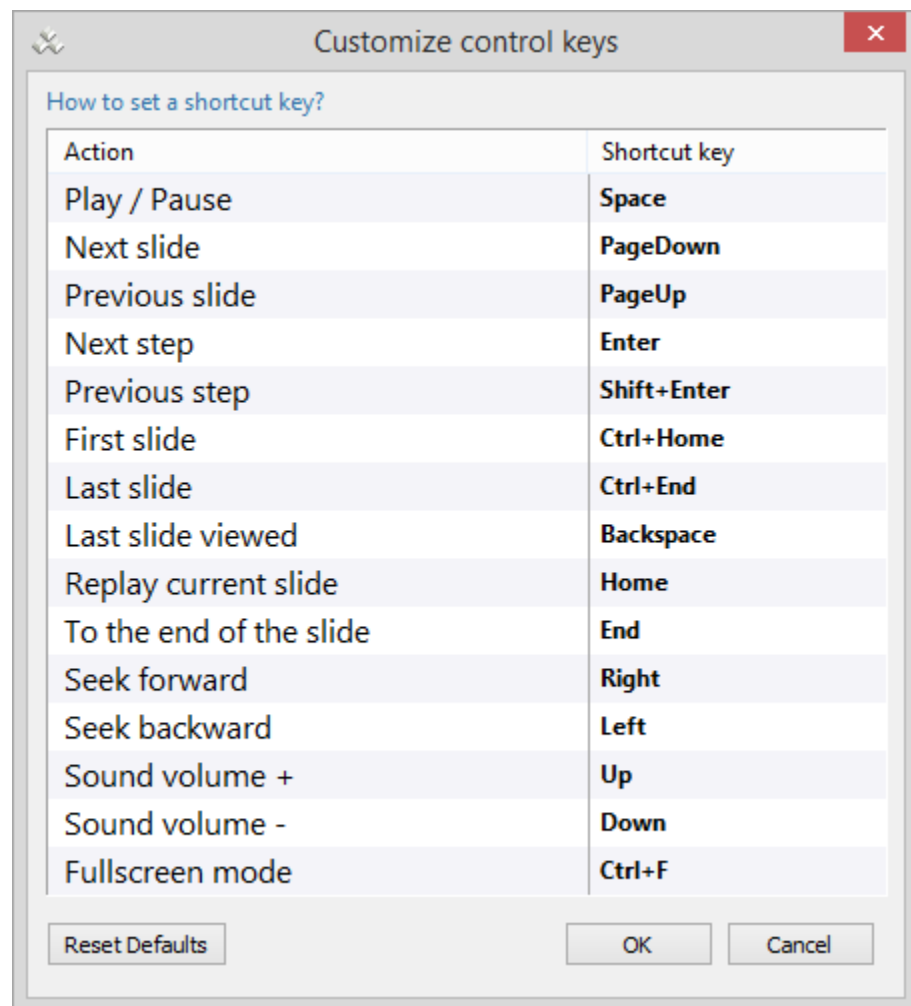 Customize control keys
How to set a shortcut key?
Action Shortcut key
Play / Pause Space
Next slide PageDown
Previous slide PageUp
Next step Enter
Previous step Shift+Enter
First slide Ctrl+Home
Last slide Ctrl+End
Last slide viewed Backspace
Replay current slide Home
To the end of the slide End
Seek forward Right
Seek backward Left
Sound volume + Up
Sound volume - Down
Fullscreen mode Ctrl+F
Reset Defaults OK Cancel